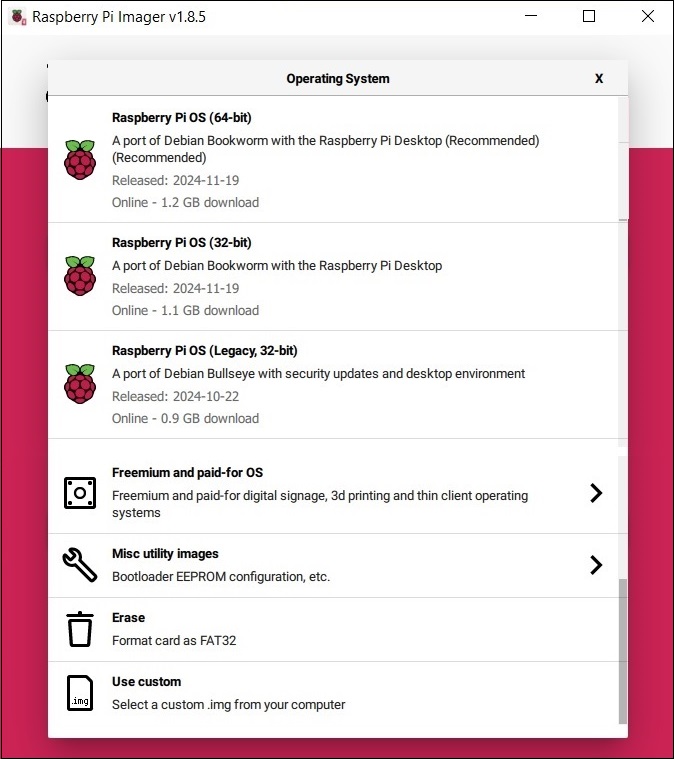 Raspberry Pi Imager v1.8.5
Operating System
X
Raspberry Pi OS (64-bit)
A port of Debian Bookworm with the Raspberry Pi Desktop (Recommended)
(Recommended)
Released: 2024-11-19
Online - 1.2 GB download
Raspberry Pi OS (32-bit)
A port of Debian Bookworm with the Raspberry Pi Desktop
Released: 2024-11-19
Online - 1.1 GB download
Raspberry Pi OS (Legacy, 32-bit)
A port of Debian Bullseye with security updates and desktop environment
Released: 2024-10-22
Online - 0.9 GB download
Freemium and paid-for OS
Freemium and paid-for digital signage, 3d printing and thin client operating
systems
Misc utility images
Bootloader EEPROM configuration, etc.
Erase
Format card as FAT32
Use custom
.img
Select a custom .img from your computer